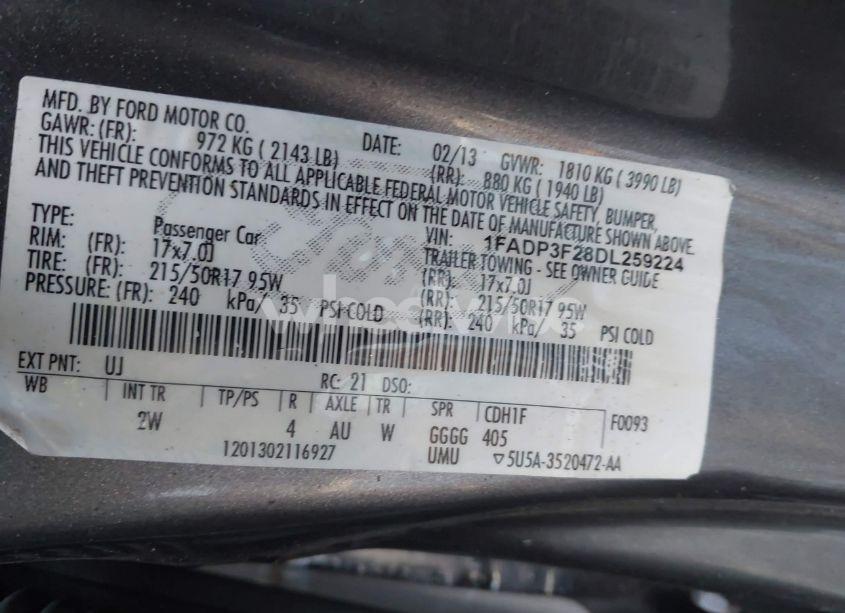 MFD. BY FORD MOTOR CO.
DATE: 02/13 GVWR: 1810 KG ( 3990 LB)
GAWR: (FR): 972 KG ( 2143 LB) (RR): 880 KG ( 1940 LB)
THIS VEHICLE CONFORMS TO ALL APPLICABLE FEDERAL MOTOR VEHICLE SAFETY, BUMPER,
AND THEFT PREVENTION STANDARDS IN EFFECT ON THE DATE OF MANUFACTURE SHOWN ABOVE.
TYPE: Passenger Car VIN: 1FADP3F28DL259224
TRAILER TOWING - SEE OWNER GUIDE
RIM: (FR): 17x7.0J (RR): 17x7.0J
TIRE: (FR): 215/50R17 95W (RR): 215/50R17 95W
PRESSURE: (FR): 240 kPa/ 35 PSI COLD (RR): 240 kPa/ 35 PSI COLD
EXT PNT: UJ RC: 21 DSO:
WB INT TR TP/PS R AXLE TR SPR CDH1F F0093
2W 4 AU W GGGG 405
1201302116927 UMU ▽5U5A-3520472-AA